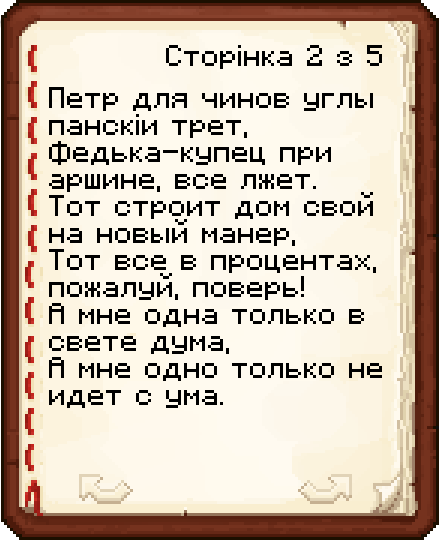 Сторінка 2 з 5
Петр для чинов углы
панскіи трет,
Федька-купец при
аршине, все лжет.
Тот строит дом свой
на новый манер,
Тот все в процентах,
пожалуй, поверь!
А мне одна только в
свете дума,
А мне одно только не
идет с ума.